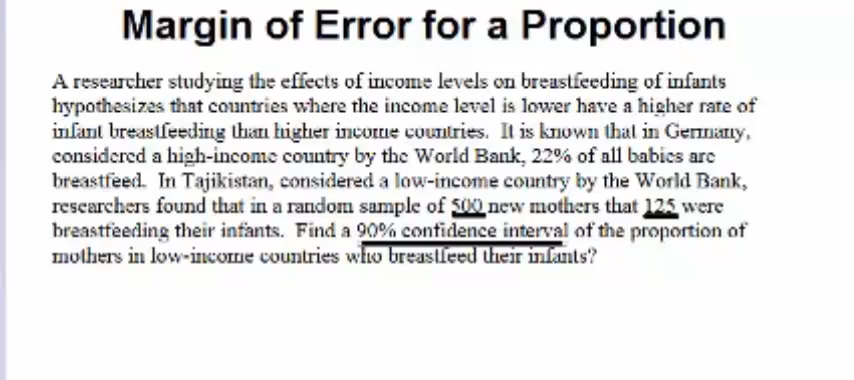 Margin of Error for a Proportion
A researcher studying the effects of income levels on breastfeeding of infants
hypothesizes that countries where the income level is lower have a higher rate of
infant breastfeeding than higher income countries. It is known that in Germany,
considered a high-income country by the World Bank, 22% of all babies are
breastfeed. In Tajikistan, considered a low-income country by the World Bank,
researchers found that in a random sample of 500 new mothers that 125 were
breastfeeding their infants. Find a 90% confidence interval of the proportion of
mothers in low-income countries who breastfeed their infants?